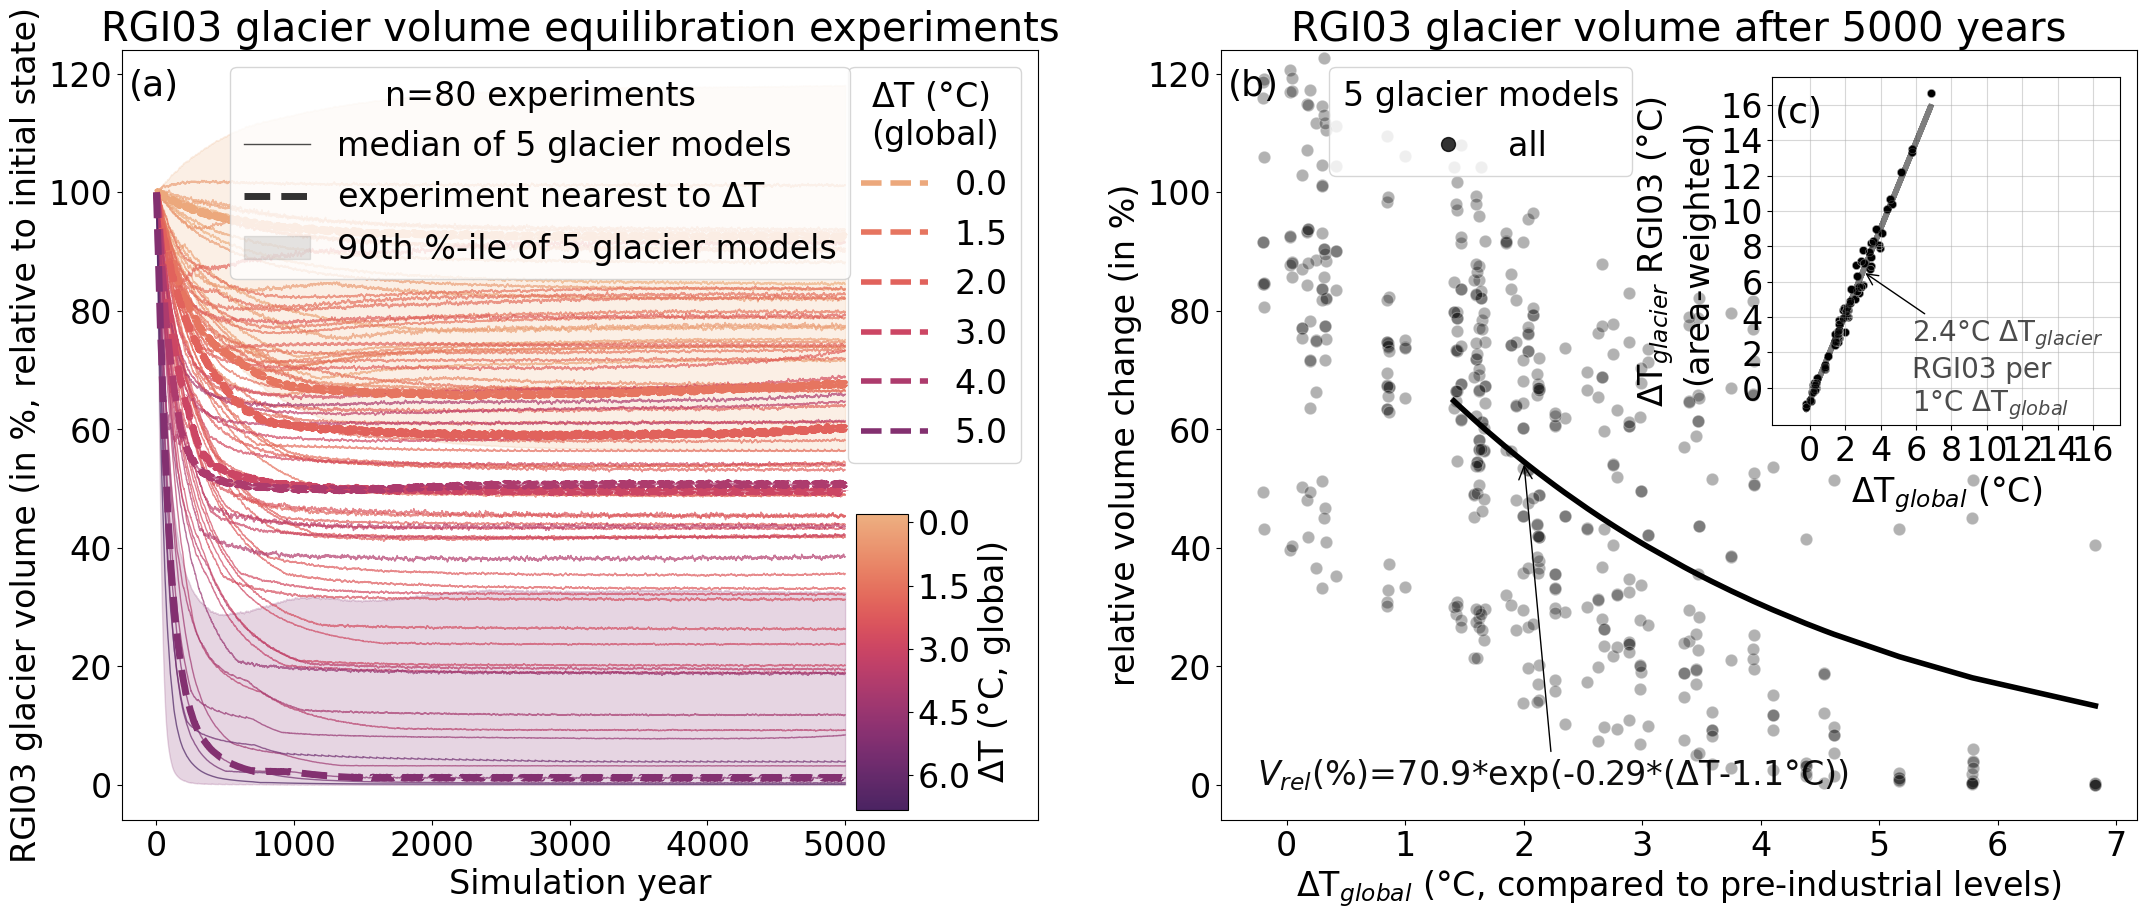 RGI03 glacier volume equilibration experiments
RGI03 glacier volume (in %, relative to initial state)
(a)
120
100
80
60
40
20
0
n=80 experiments
median of 5 glacier models
experiment nearest to ΔT
90th %-ile of 5 glacier models
ΔT (°C)
(global)
0.0
1.5
2.0
3.0
4.0
5.0
0.0
1.5
3.0
4.5
6.0
ΔT (°C, global)
0 1000 2000 3000 4000 5000
Simulation year
RGI03 glacier volume after 5000 years
relative volume change (in %)
(b)
120
100
80
60
40
20
0
5 glacier models
all
V_rel(%)=70.9*exp(-0.29*(ΔT-1.1°C))
0 1 2 3 4 5 6 7
ΔT_global (°C, compared to pre-industrial levels)
(c)
ΔT_glacier RGI03 (°C)
(area-weighted)
16
14
12
10
8
6
4
2
0
2.4°C ΔT_glacier
RGI03 per
1°C ΔT_global
0 2 4 6 8 10 12 14 16
ΔT_global (°C)